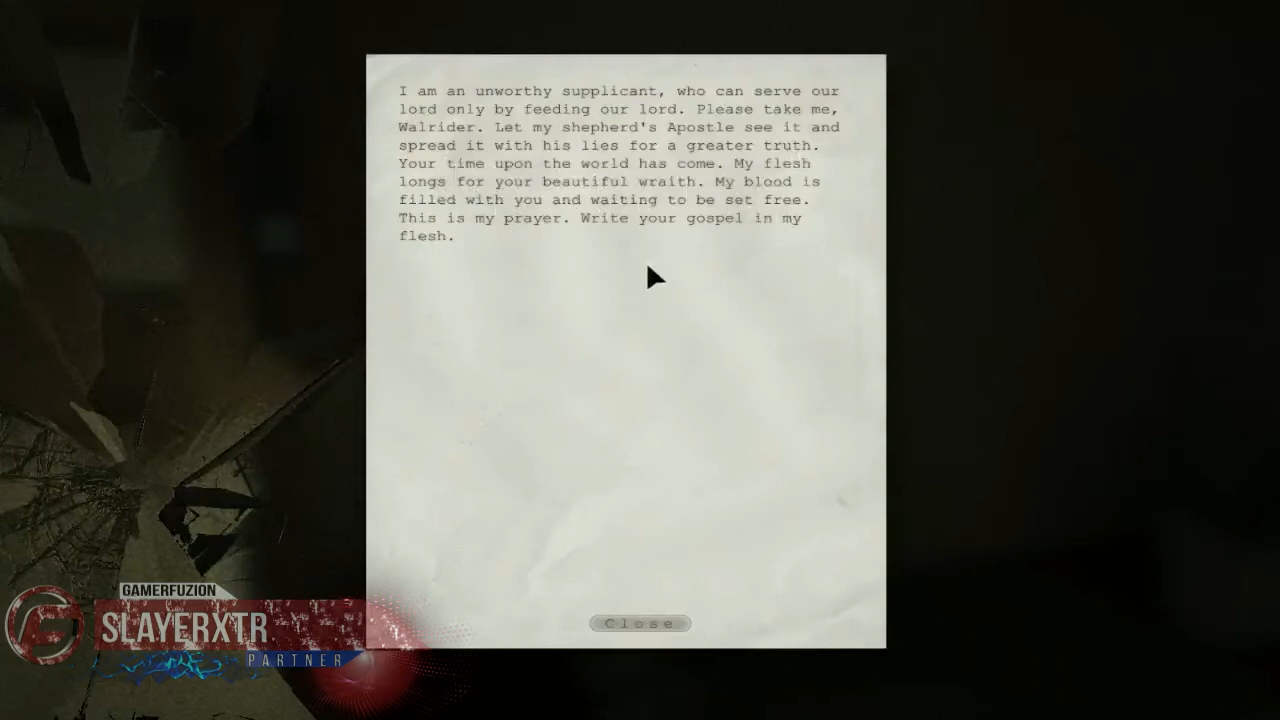 I am an unworthy supplicant, who can serve our
lord only by feeding our lord. Please take me,
Walrider. Let my shepherd's Apostle see it and
spread it with his lies for a greater truth.
Your time upon the world has come. My flesh
longs for your beautiful wraith. My blood is
filled with you and waiting to be set free.
This is my prayer. Write your gospel in my
flesh.
Close
GAMERFUZION
SLAYERXTR
PARTNER